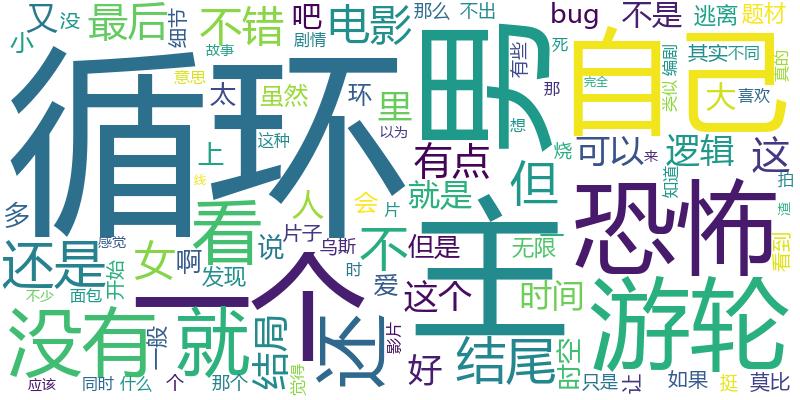 又 没 最后 细节 不错 吧 电影 那么 不出 bug 不是 逃离 题材
小 故事 剧情 有些 死 其实 不同
循环 意思 太 虽然 环 里 男 那 完全 自己 类似 编剧 真的 大 喜欢
上 这种 以为 想 烧 可以 来 逻辑 这
多 线 人 会 片 有点 就是 但 主 知道 拍
还是 感觉 女 看 说 片子 乌斯 不 但是 无限 恐怖 渣 看到
不少 面包 开始 啊 发现 一个 时 爱 这个 时间 游轮
没有 一般 就 结局 还 影片 好 结尾 时空
应该 同时 什么 个 那个 觉得 只是 让 如果 挺 莫比